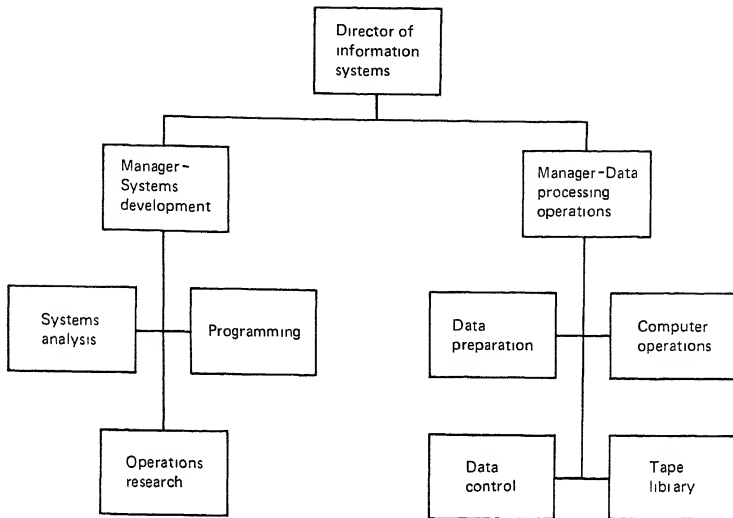 Director of
information
systems
Manager-
Systems
development
Manager-Data
processing
operations
Systems
analysis
Programming
Data
preparation
Computer
operations
Operations
research
Data
control
Tape
library